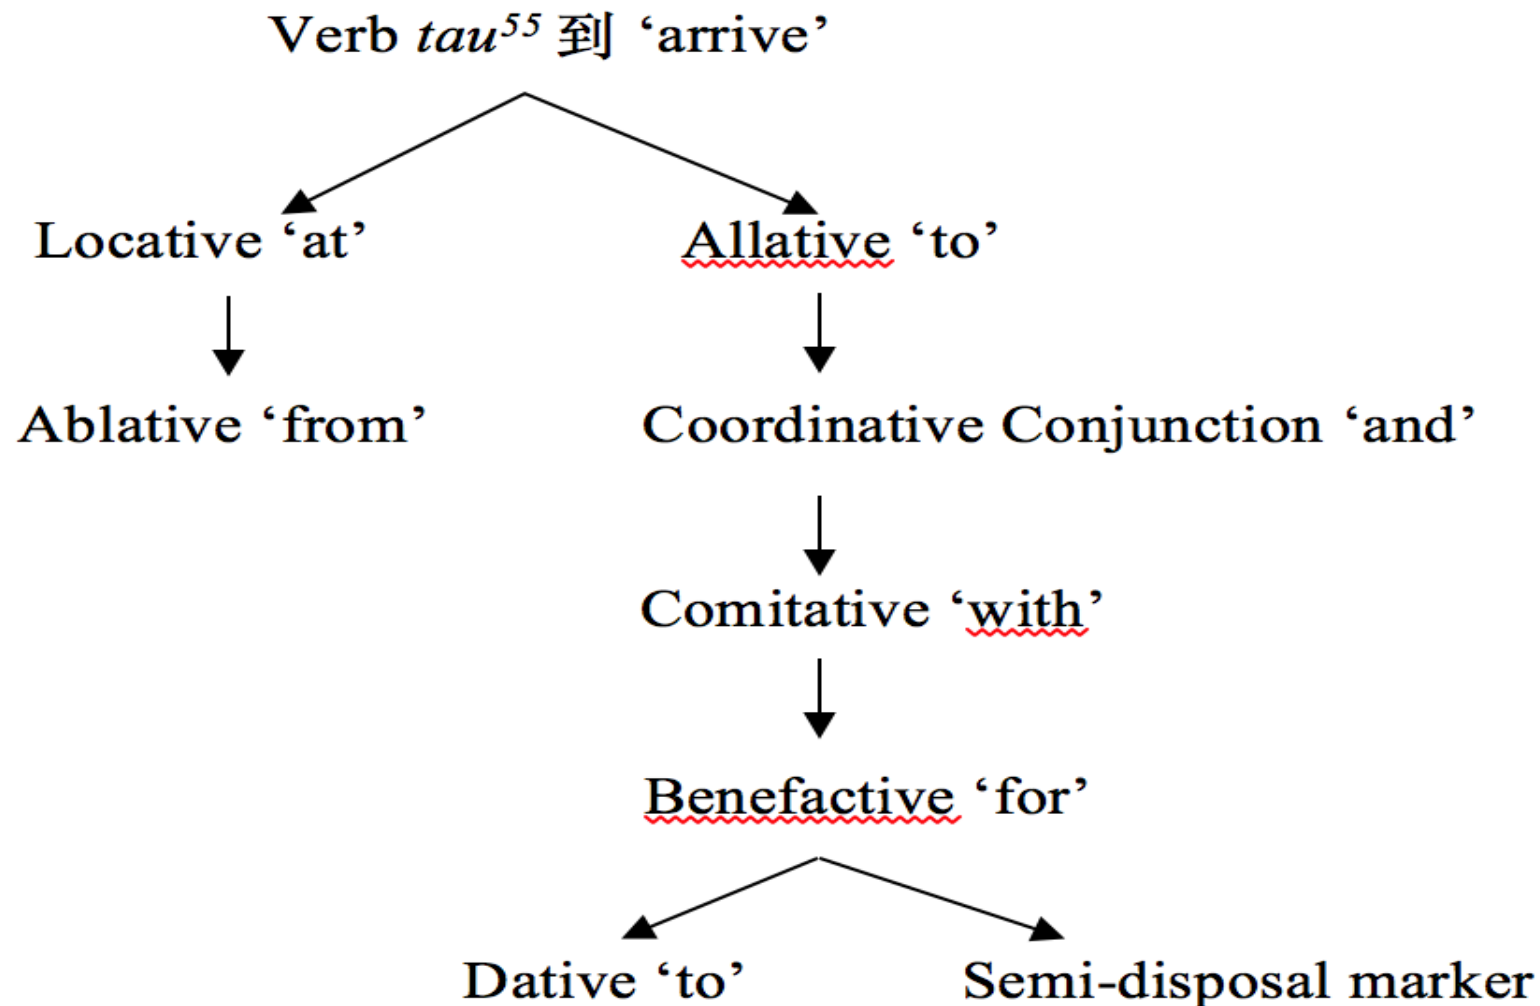 Verb tau⁵⁵ 到 ‘arrive’
Locative ‘at’ Allative ‘to’
Ablative ‘from’ Coordinative Conjunction ‘and’
Comitative ‘with’
Benefactive ‘for’
Dative ‘to’ Semi-disposal marker